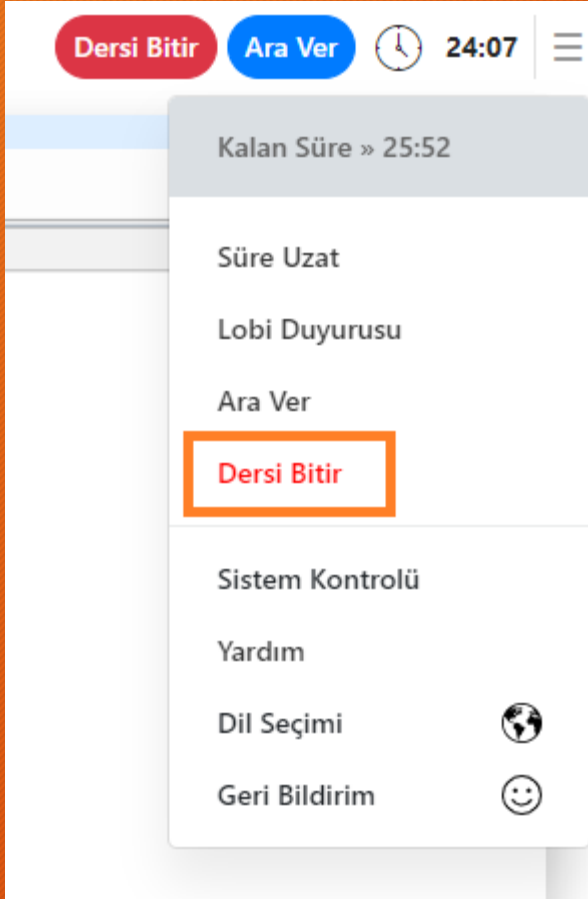 Dersi Bitir Ara Ver 24:07
Kalan Süre » 25:52
Süre Uzat
Lobi Duyurusu
Ara Ver
Dersi Bitir
Sistem Kontrolü
Yardım
Dil Seçimi
Geri Bildirim